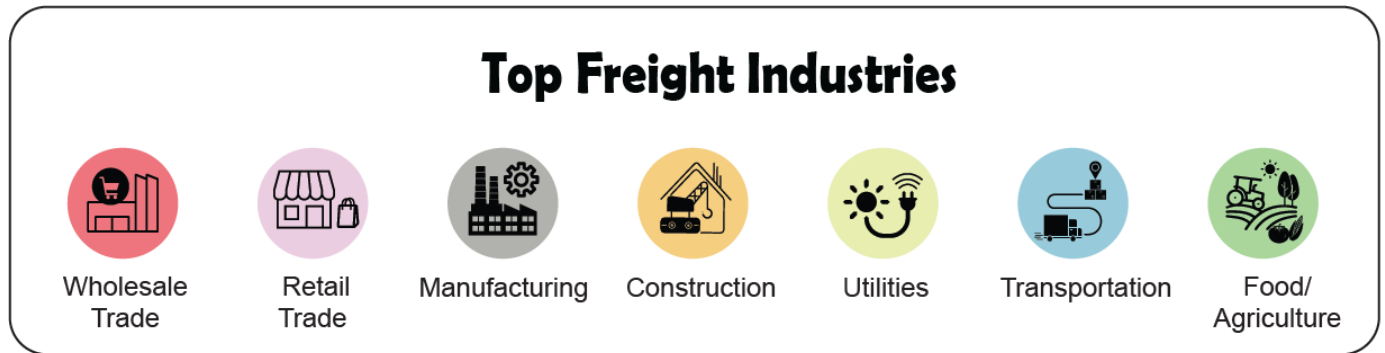 Top Freight Industries
Wholesale
Trade
Retail
Trade
Manufacturing
Construction
Utilities
Transportation
Food/
Agriculture